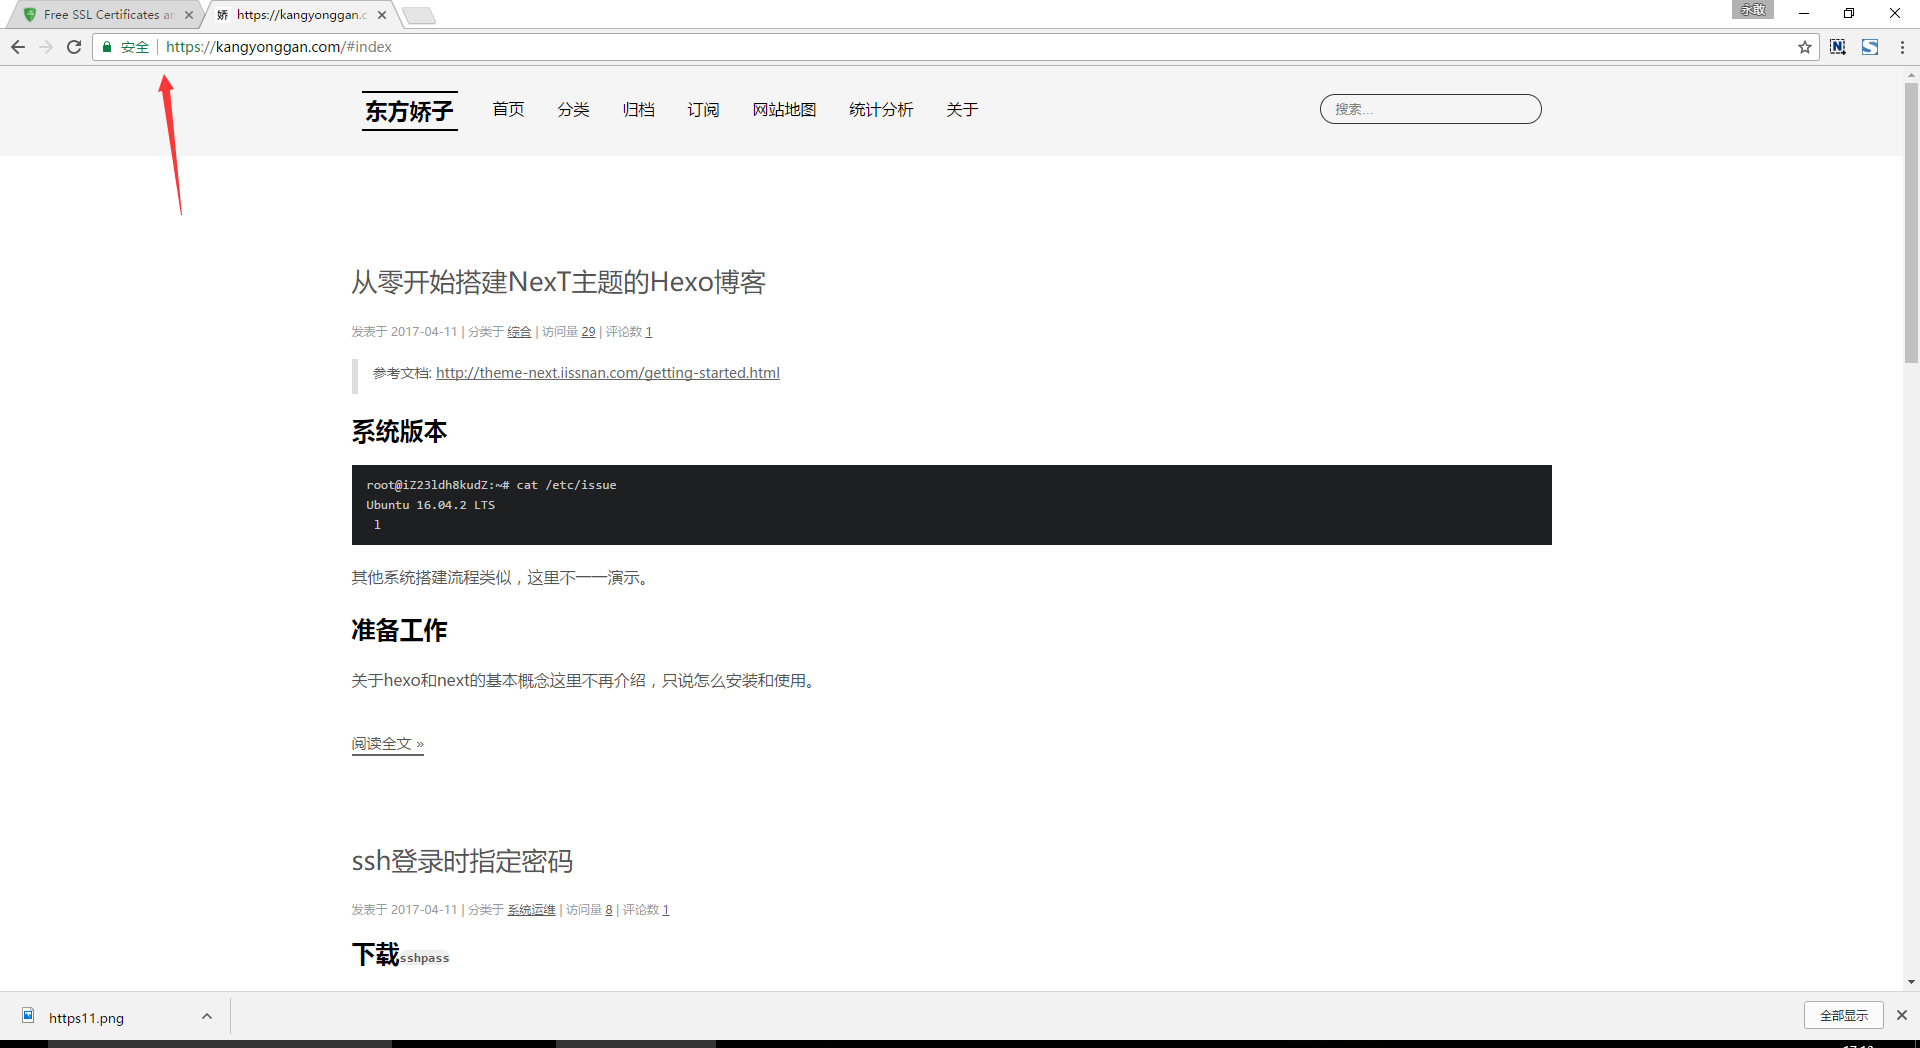 Free SSL Certificates an
娇 https://kangyonggan.c
永敢
安全 https://kangyonggan.com/#index
东方娇子 首页 分类 归档 订阅 网站地图 统计分析 关于 搜索...
从零开始搭建NexT主题的Hexo博客
发表于 2017-04-11 | 分类于 综合 | 访问量 29 | 评论数 1
参考文档: http://theme-next.iissnan.com/getting-started.html
系统版本
root@iZ23ldh8kudZ:~# cat /etc/issue
Ubuntu 16.04.2 LTS
l
其他系统搭建流程类似，这里不一一演示。
准备工作
关于hexo和next的基本概念这里不再介绍，只说怎么安装和使用。
阅读全文 »
ssh登录时指定密码
发表于 2017-04-11 | 分类于 系统运维 | 访问量 8 | 评论数 1
下载sshpass
https11.png
全部显示